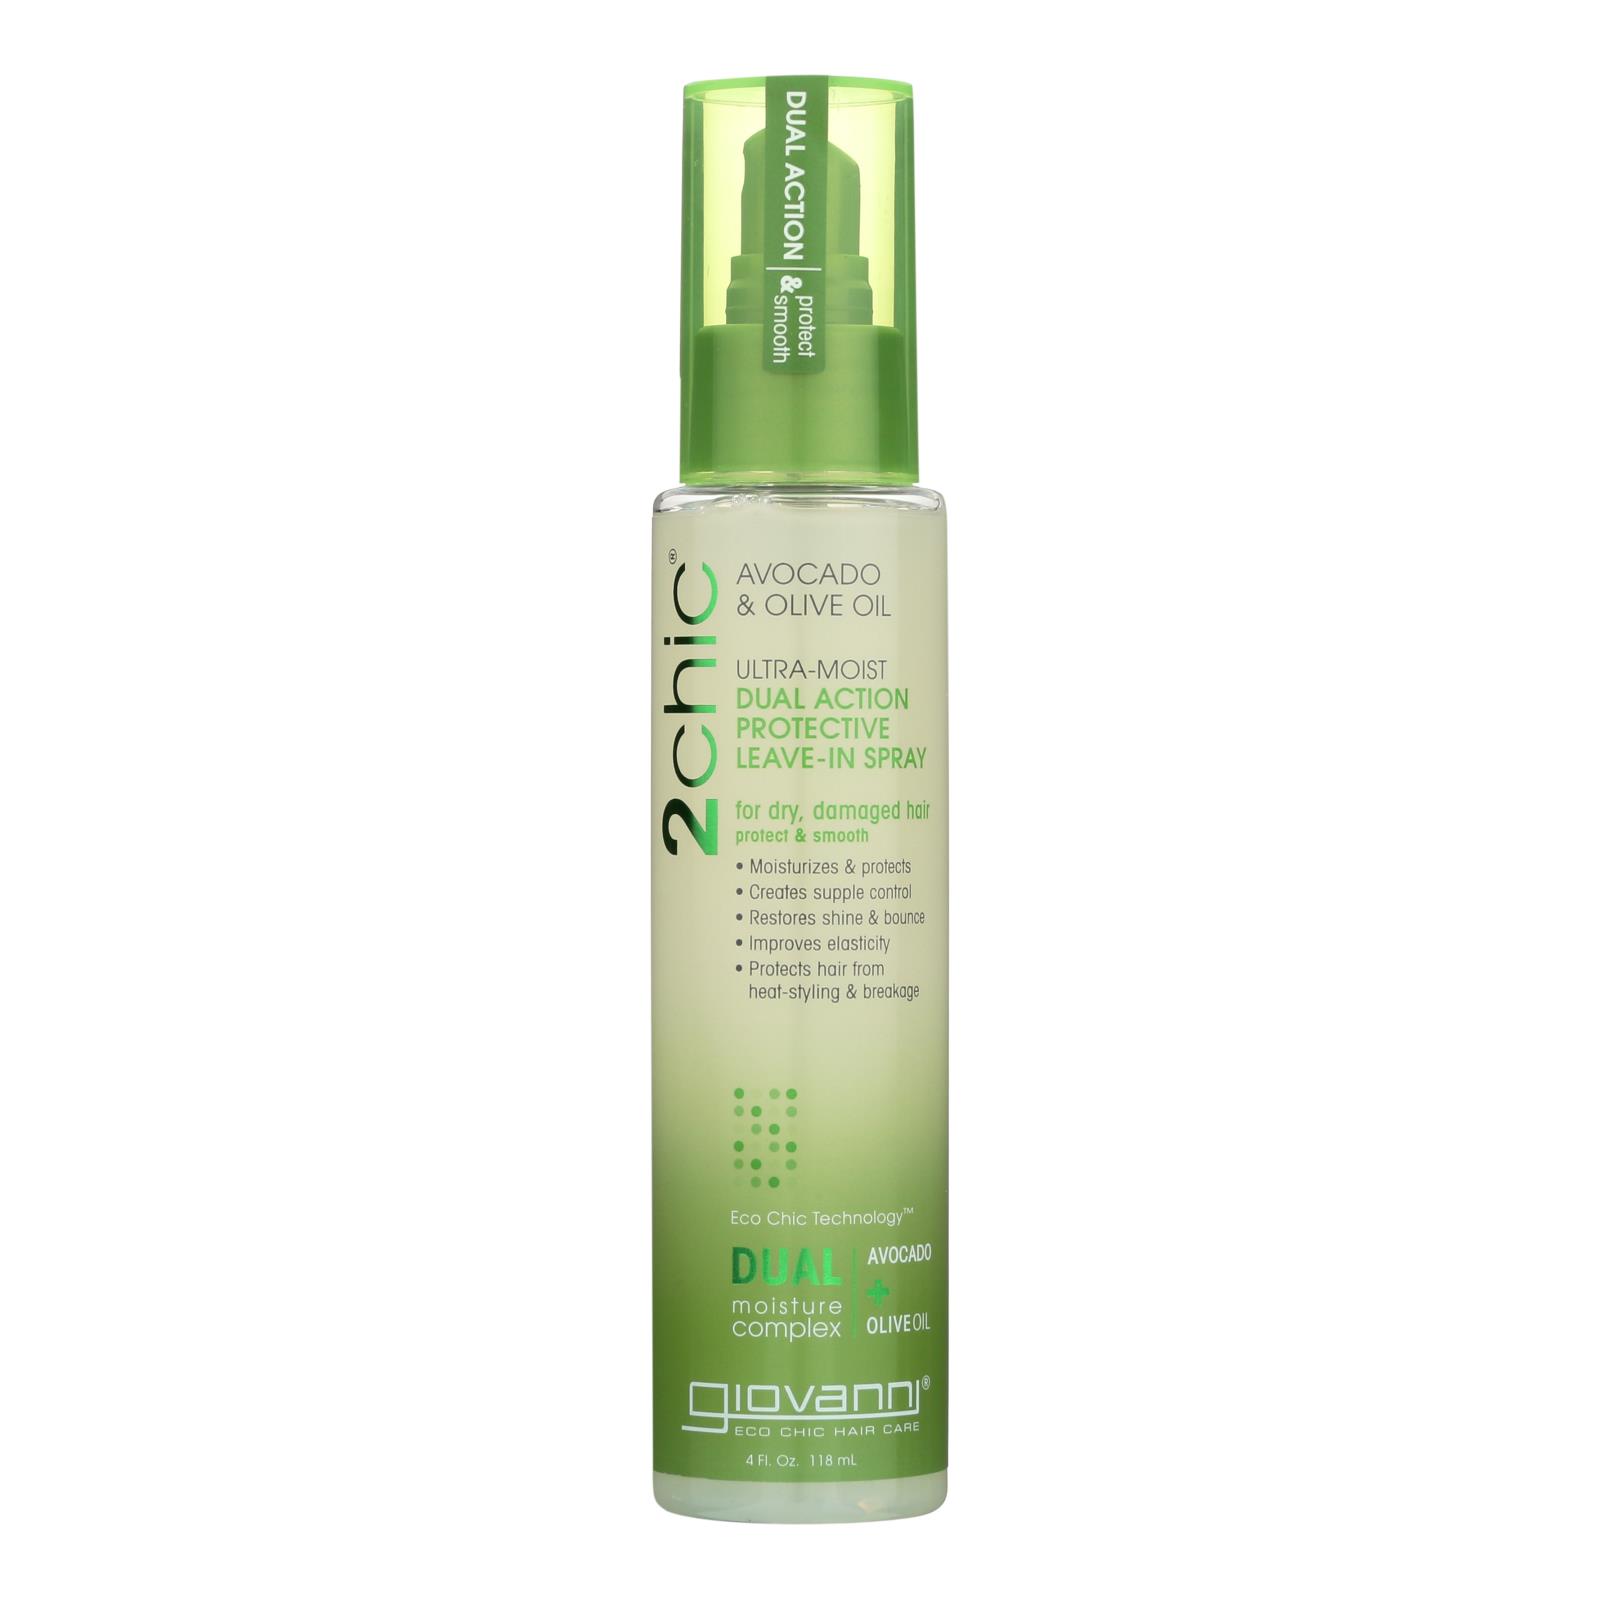 DUAL ACTION
protect
& smooth
2chic®
AVOCADO
& OLIVE OIL
ULTRA-MOIST
DUAL ACTION
PROTECTIVE
LEAVE-IN SPRAY
for dry, damaged hair
protect & smooth
• Moisturizes & protects
• Creates supple control
• Restores shine & bounce
• Improves elasticity
• Protects hair from
heat-styling & breakage
Eco Chic Technology™
DUAL
moisture
complex
AVOCADO
+
OLIVE OIL
giovanni®
ECO CHIC HAIR CARE
4 Fl. Oz. 118 mL